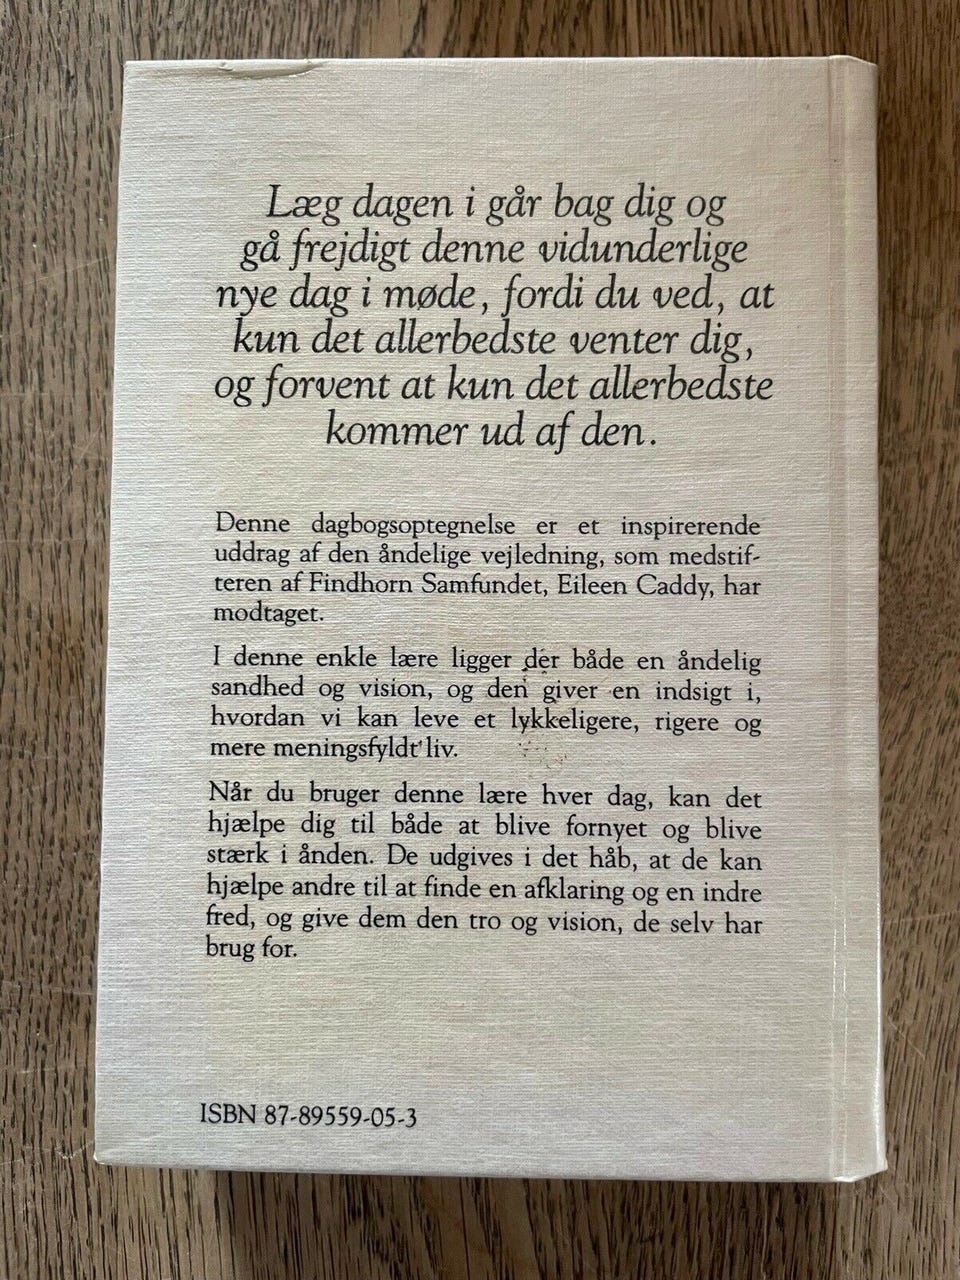 Læg dagen i går bag dig og
gå frejdigt denne vidunderlige
nye dag i møde, fordi du ved, at
kun det allerbedste venter dig,
og forvent at kun det allerbedste
kommer ud af den.
Denne dagbogsoptegnelse er et inspirerende
uddrag af den åndelige vejledning, som medstif-
teren af Findhorn Samfundet, Eileen Caddy, har
modtaget.
I denne enkle lære ligger der både en åndelig
sandhed og vision, og den giver en indsigt i,
hvordan vi kan leve et lykkeligere, rigere og
mere meningsfyldt liv.
Når du bruger denne lære hver dag, kan det
hjælpe dig til både at blive fornyet og blive
stærk i ånden. De udgives i det håb, at de kan
hjælpe andre til at finde en afklaring og en indre
fred, og give dem den tro og vision, de selv har
brug for.
ISBN 87-89559-05-3